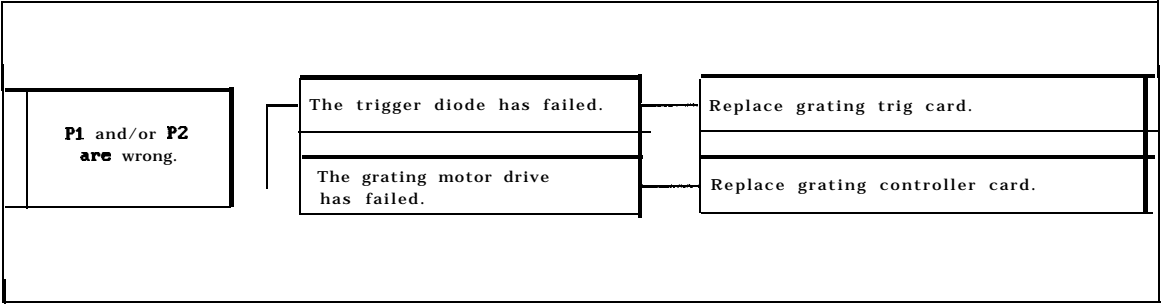 P1 and/or P2
are wrong.
The trigger diode has failed.
Replace grating trig card.
The grating motor drive
has failed.
Replace grating controller card.